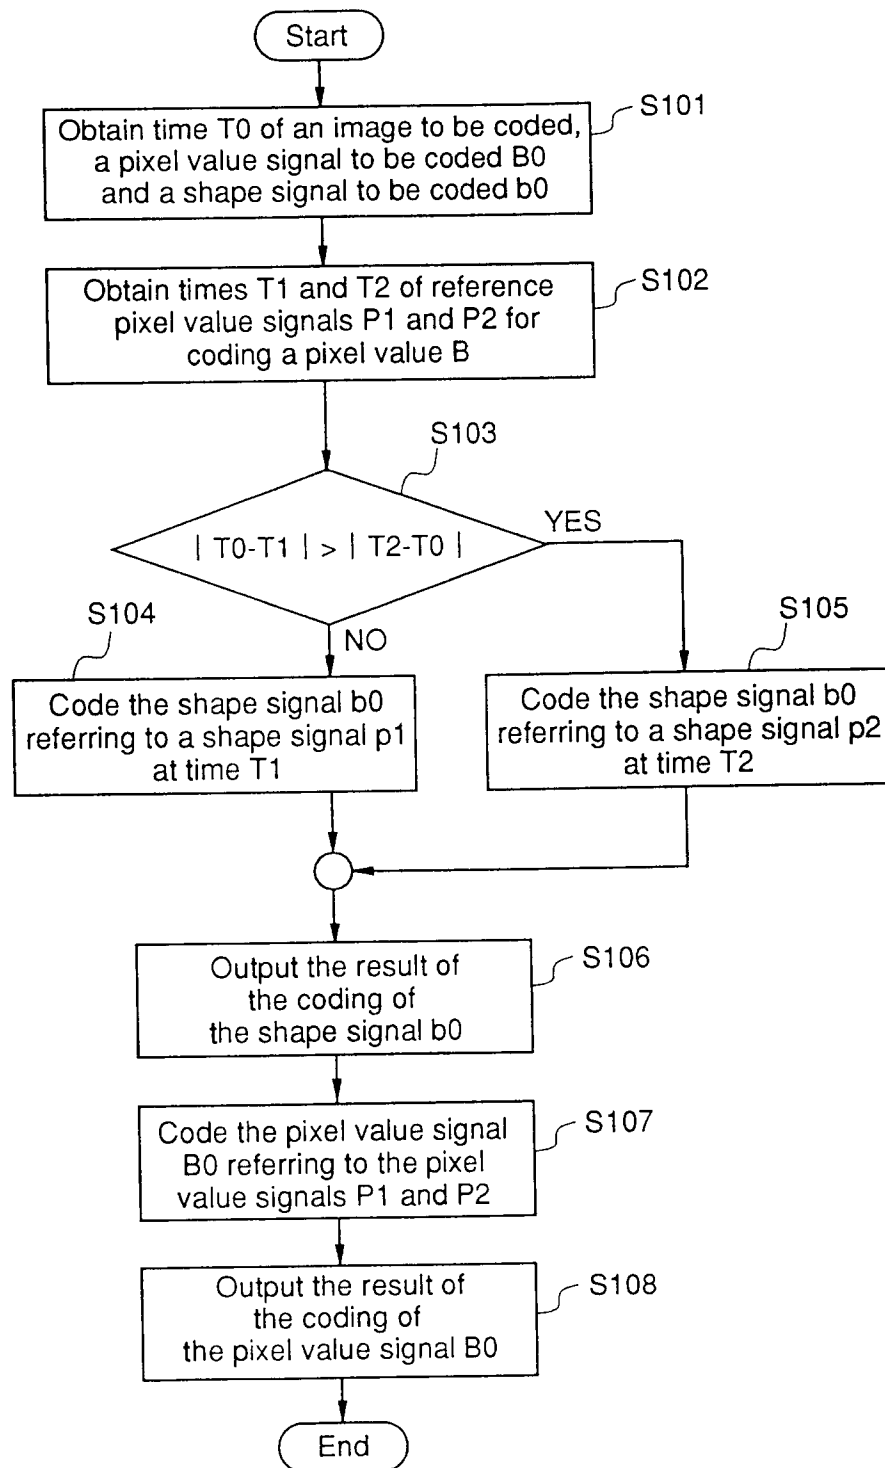 Start
S101
Obtain time T0 of an image to be coded,
a pixel value signal to be coded B0
and a shape signal to be coded b0
S102
Obtain times T1 and T2 of reference
pixel value signals P1 and P2 for
coding a pixel value B
S103
| T0-T1 | > | T2-T0 |
YES
S104
NO
S105
Code the shape signal b0
referring to a shape signal p1
at time T1
Code the shape signal b0
referring to a shape signal p2
at time T2
S106
Output the result of
the coding of
the shape signal b0
S107
Code the pixel value signal
B0 referring to the pixel
value signals P1 and P2
S108
Output the result of
the coding of
the pixel value signal B0
End